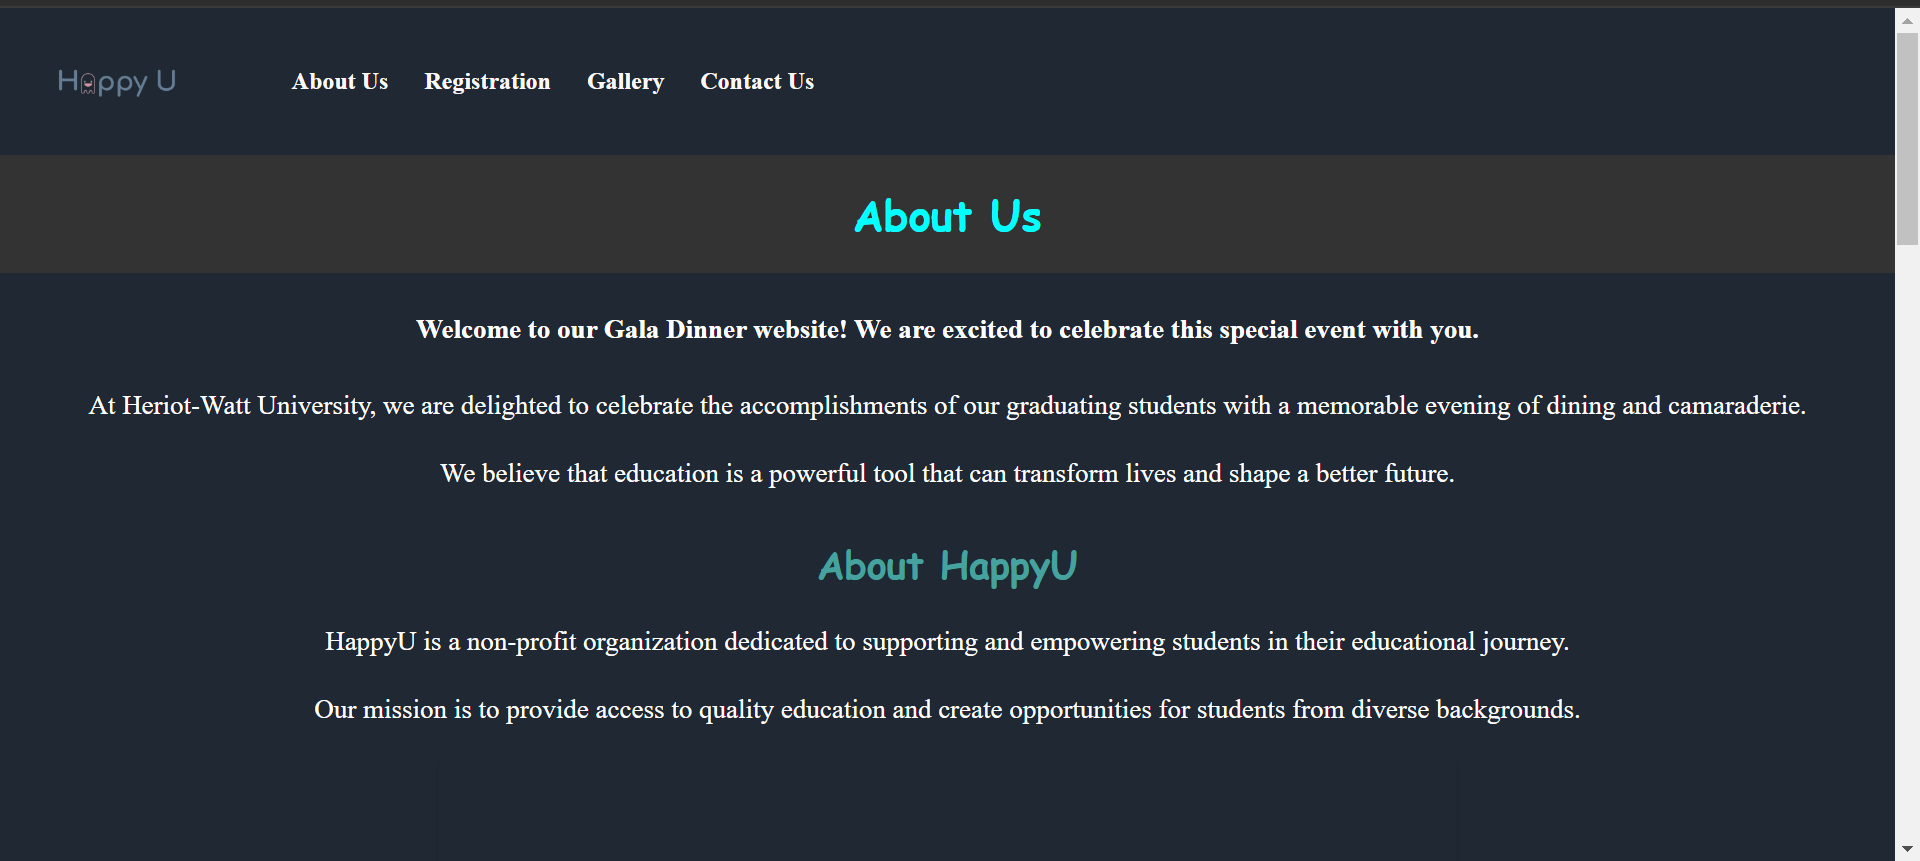 Happy U
About Us Registration Gallery Contact Us
About Us
Welcome to our Gala Dinner website! We are excited to celebrate this special event with you.
At Heriot-Watt University, we are delighted to celebrate the accomplishments of our graduating students with a memorable evening of dining and camaraderie.
We believe that education is a powerful tool that can transform lives and shape a better future.
About HappyU
HappyU is a non-profit organization dedicated to supporting and empowering students in their educational journey.
Our mission is to provide access to quality education and create opportunities for students from diverse backgrounds.